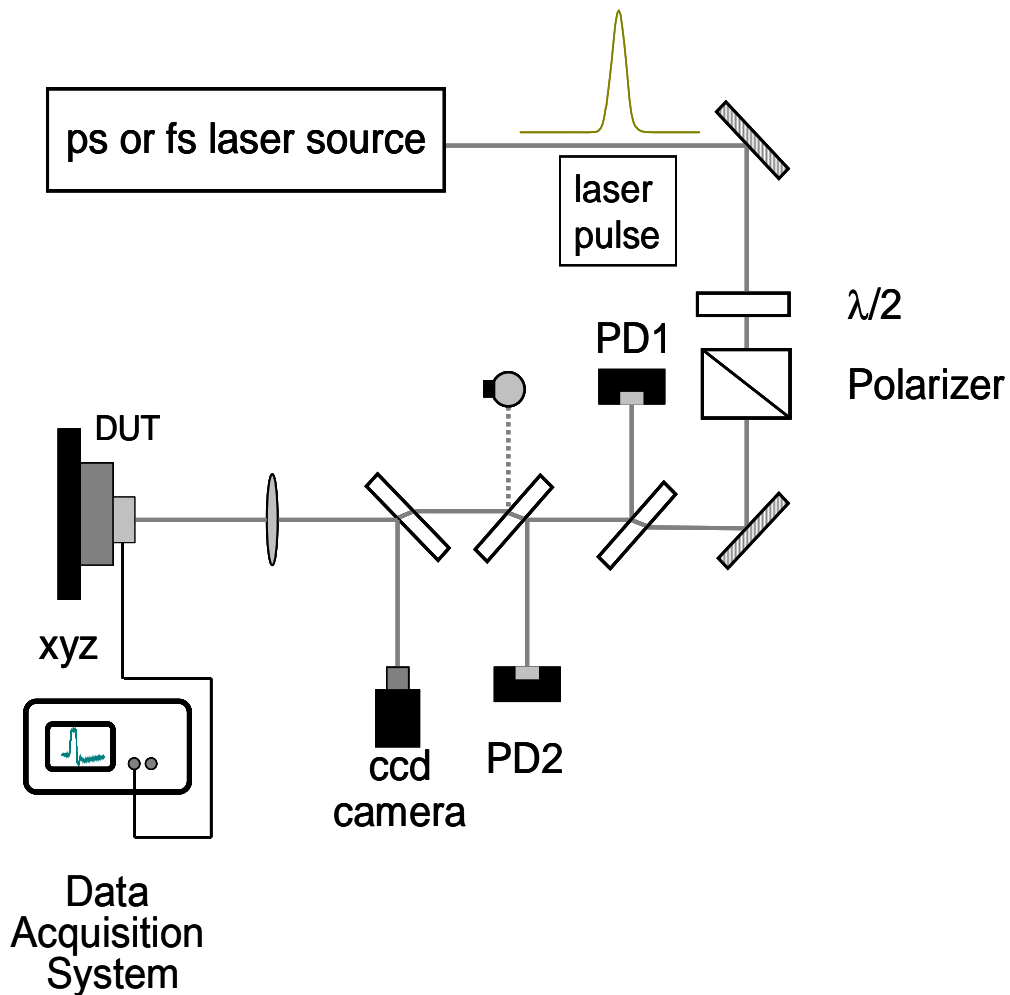 ps or fs laser source
laser
pulse
λ/2
PD1
Polarizer
DUT
xyz
PD2
ccd
camera
Data
Acquisition
System